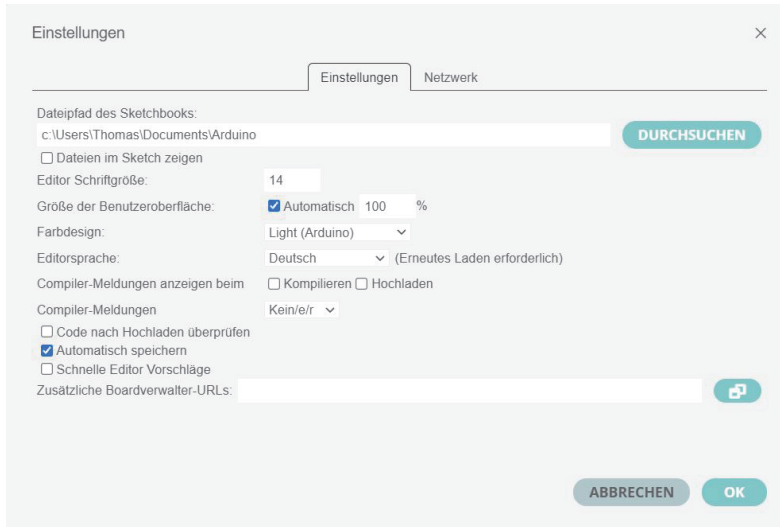 Einstellungen
Einstellungen Netzwerk
Dateipfad des Sketchbooks:
c:\Users\Thomas\Documents\Arduino DURCHSUCHEN
Dateien im Sketch zeigen
Editor Schriftgröße: 14
Größe der Benutzeroberfläche: Automatisch 100 %
Farbdesign: Light (Arduino)
Editorsprache: Deutsch (Erneutes Laden erforderlich)
Compiler-Meldungen anzeigen beim Kompilieren Hochladen
Compiler-Meldungen Kein/e/r
Code nach Hochladen überprüfen
Automatisch speichern
Schnelle Editor Vorschläge
Zusätzliche Boardverwalter-URLs:
ABBRECHEN OK